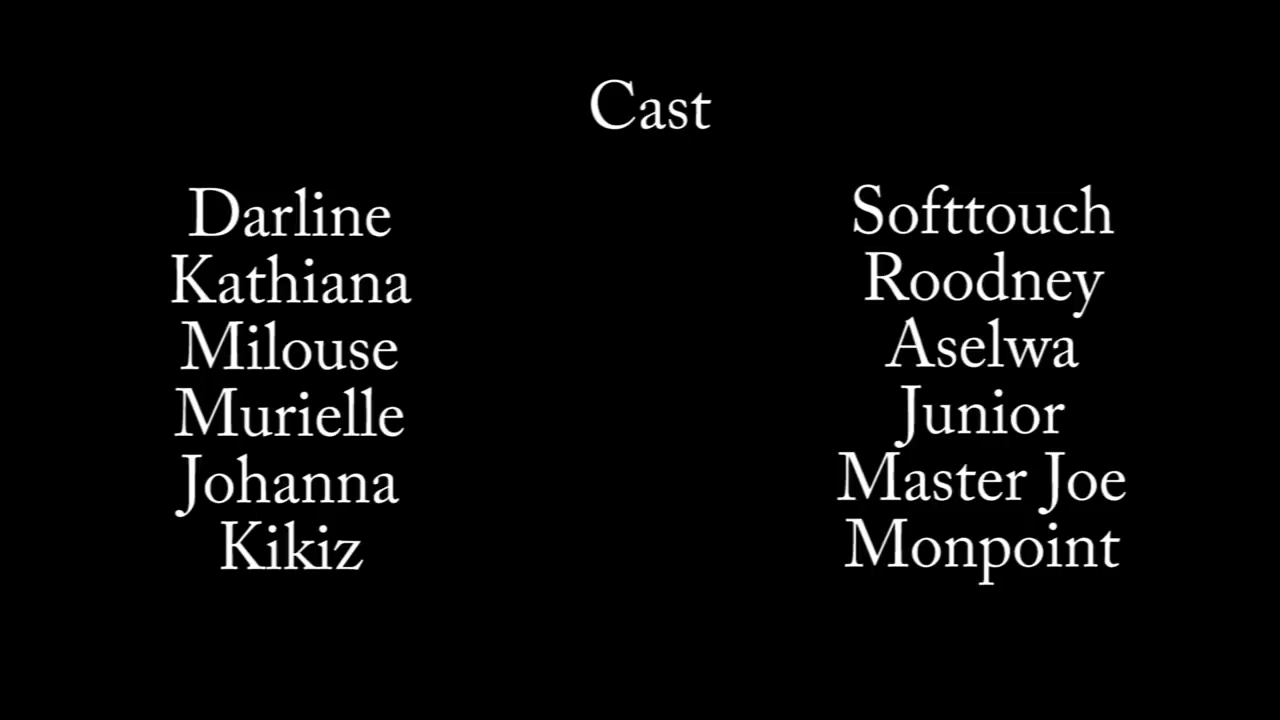 Cast
Darline
Kathiana
Milouse
Murielle
Johanna
Kikiz
Softtouch
Roodney
Aselwa
Junior
Master Joe
Monpoint